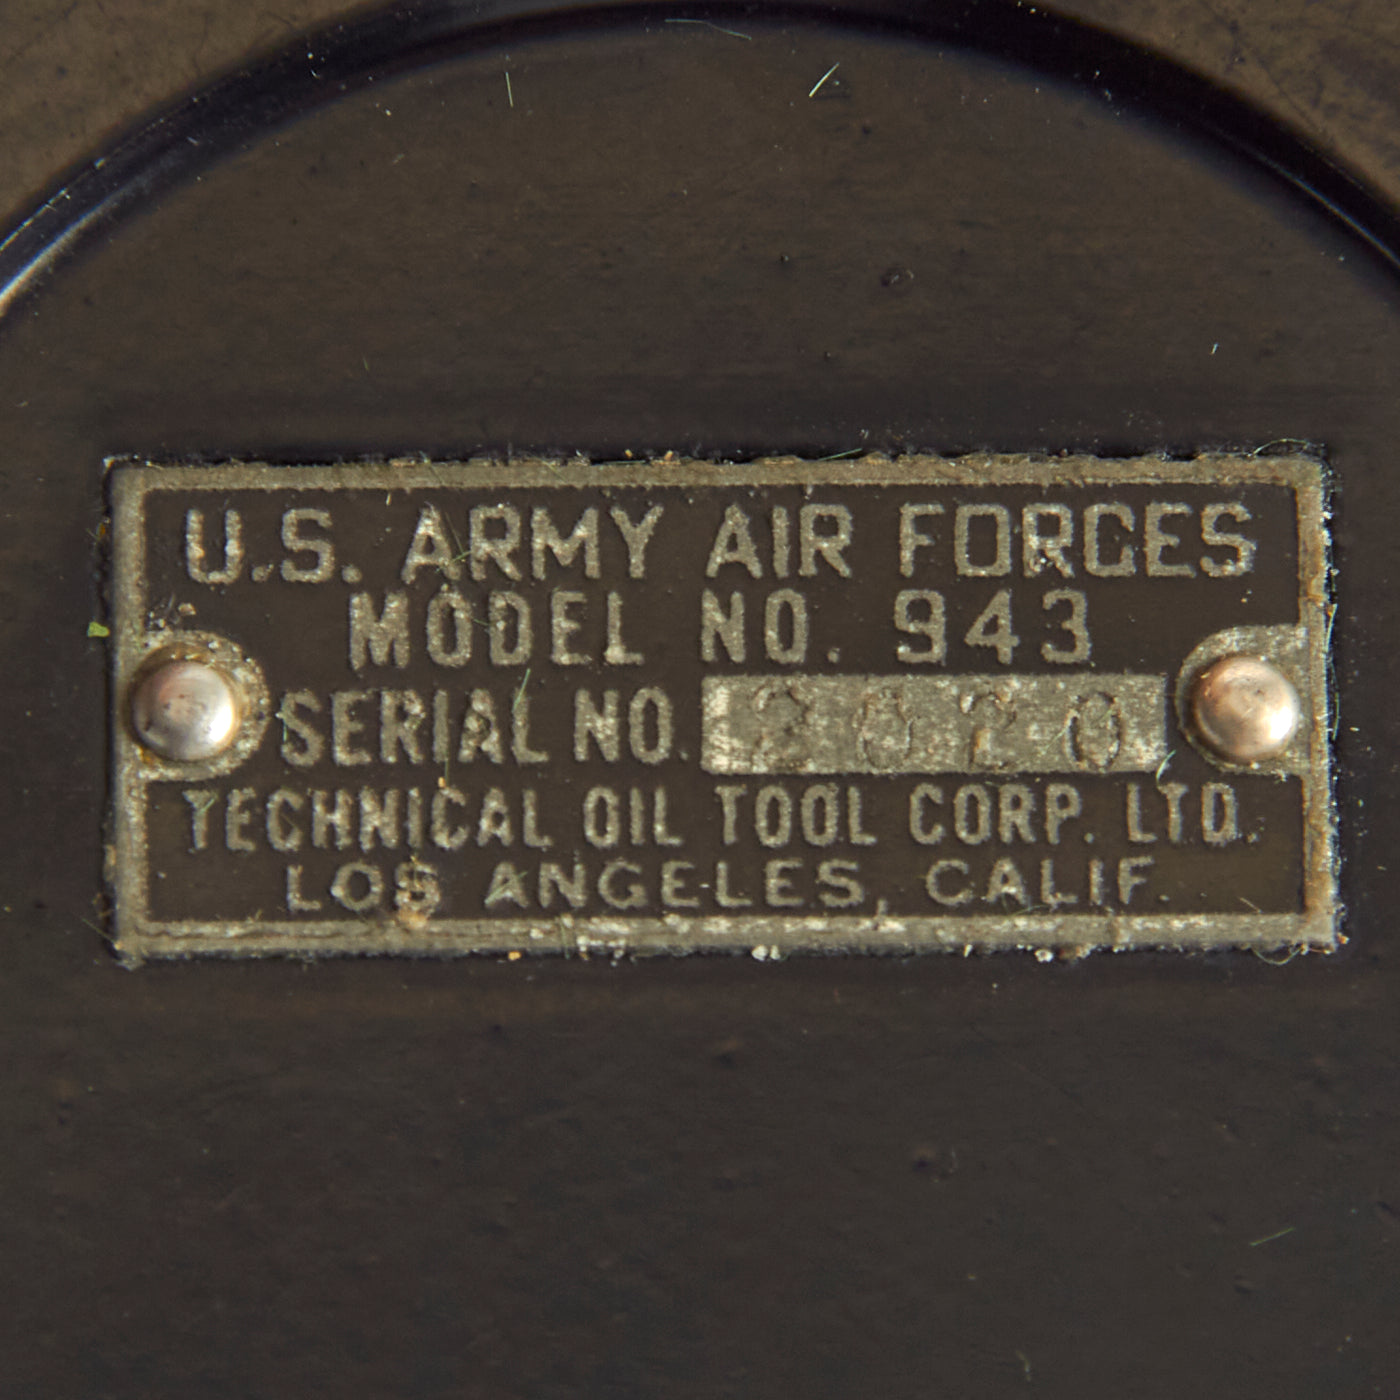 U.S. ARMY AIR FORCES
MODEL NO. 943
SERIAL NO. 2020
TECHNICAL OIL TOOL CORP. LTD.
LOS ANGELES, CALIF.